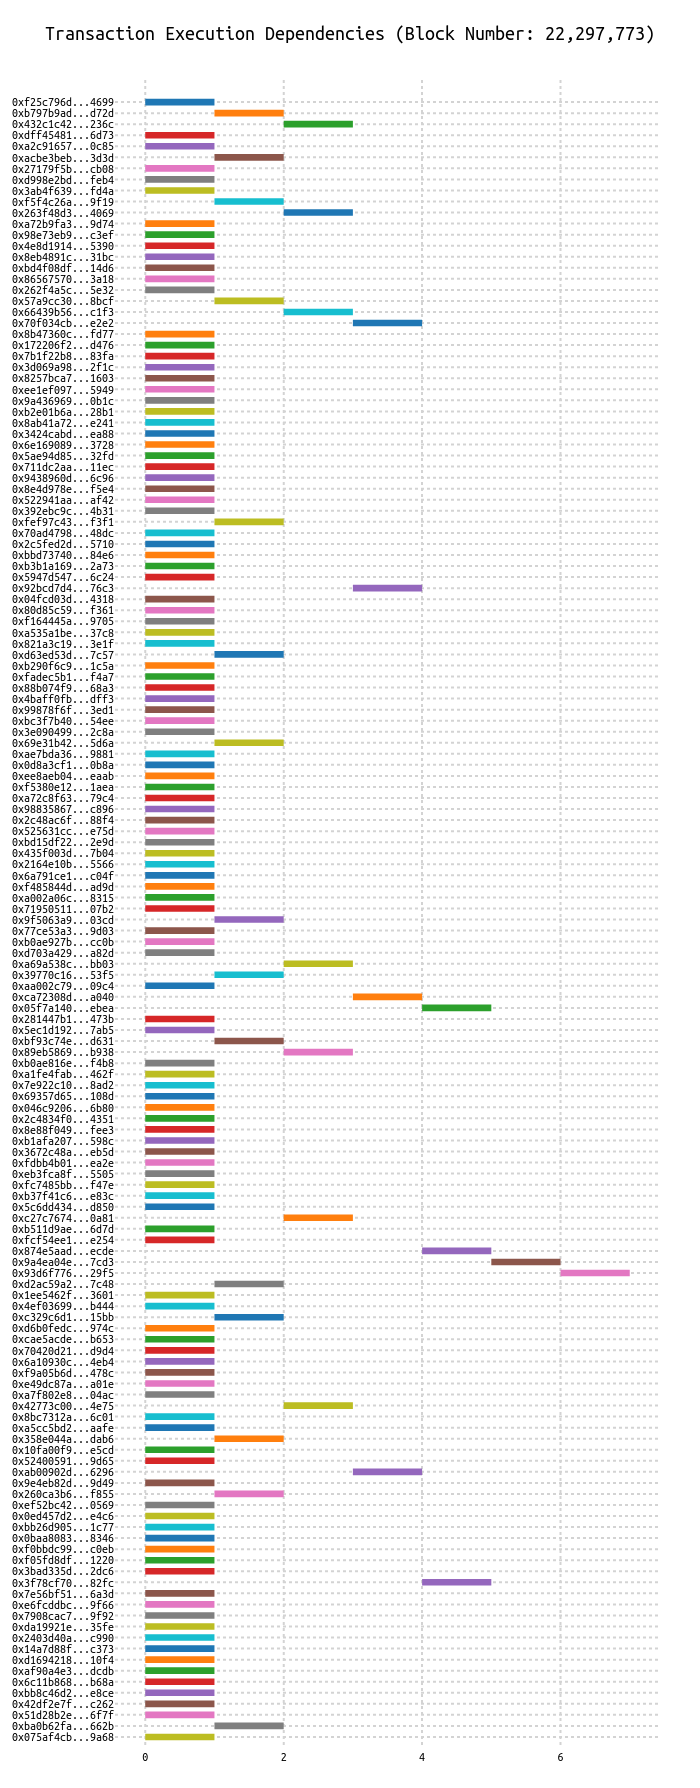 Transaction Execution Dependencies (Block Number: 22,297,773)
0xf25c796d...4699
0xb797b9ad...d72d
0x432c1c42...236c
0xdff45481...6d73
0xa2c91657...0c85
0xacbe3beb...3d3d
0x27179f5b...cb08
0xd998e2bd...feb4
0x3ab4f639...fd4a
0xf5f4c26a...9f19
0x263f48d3...4069
0xa72b9fa3...9d74
0x98e73eb9...c3ef
0x4e8d1914...5390
0x8eb4891c...31bc
0xbd4f08df...14d6
0x86567570...3a18
0x262f4a5c...5e32
0x57a9cc30...8bcf
0x66439b56...c1f3
0x70f034cb...e2e2
0x8b47360c...fd77
0x172206f2...d476
0x7b1f22b8...83fa
0x3d069a98...2f1c
0x8257bca7...1603
0xee1ef097...5949
0x9a436969...0b1c
0xb2e01b6a...28b1
0x8ab41a72...e241
0x3424cabd...ea88
0x6e169089...3728
0x5ae94d85...32fd
0x711dc2aa...11ec
0x9438960d...6c96
0x8e4d978e...f5e4
0x522941aa...af42
0x392ebc9c...4b31
0xfef97c43...f3f1
0x70ad4798...48dc
0x2c5fed2d...5710
0xbbd73740...84e6
0xb3b1a169...2a73
0x5947d547...6c24
0x92bcd7d4...76c3
0x04fcd03d...4318
0x80d85c59...f361
0xf164445a...9705
0xa535a1be...37c8
0x821a3c19...3e1f
0xd63ed53d...7c57
0xb290f6c9...1c5a
0xfadec5b1...f4a7
0x88b074f9...68a3
0x4baff0fb...dff3
0x99878f6f...3ed1
0xbc3f7b40...54ee
0x3e090499...2c8a
0x69e31b42...5d6a
0xae7bda36...9881
0x0d8a3cf1...0b8a
0xee8aeb04...eaab
0xf5380e12...1aea
0xa72c8f63...79c4
0x98835867...c896
0x2c48ac6f...88f4
0x525631cc...e75d
0xbd15df22...2e9d
0x435f003d...7b04
0x2164e10b...5566
0x6a791ce1...c04f
0xf485844d...ad9d
0xa002a06c...8315
0x71950511...07b2
0x9f5063a9...03cd
0x77ce53a3...9d03
0xb0ae927b...cc0b
0xd703a429...a82d
0xa69a538c...bb03
0x39770c16...53f5
0xaa002c79...09c4
0xca72308d...a040
0x05f7a140...ebea
0x281447b1...473b
0x5ec1d192...7ab5
0xbf93c74e...d631
0x89eb5869...b938
0xb0ae816e...f4b8
0xa1fe4fab...462f
0x7e922c10...8ad2
0x69357d65...108d
0x046c9206...6b80
0x2c4834f0...4351
0x8e88f049...fee3
0xb1afa207...598c
0x3672c48a...eb5d
0xfdbb4b01...ea2e
0xeb3fca8f...5505
0xfc7485bb...f47e
0xb37f41c6...e83c
0x5c6dd434...d850
0xc27c7674...0a81
0xb511d9ae...6d7d
0xfcf54ee1...e254
0x874e5aad...ecde
0x9a4ea04e...7cd3
0x93d6f776...29f5
0xd2ac59a2...7c48
0x1ee5462f...3601
0x4ef03699...b444
0xc329c6d1...15bb
0xd6b0fedc...974c
0xcae5acde...b653
0x70420d21...d9d4
0x6a10930c...4eb4
0xf9a05b6d...478c
0xe49dc87a...a01e
0xa7f802e8...04ac
0x42773c00...4e75
0x8bc7312a...6c01
0xa5cc5bd2...aafe
0x358e044a...dab6
0x10fa00f9...e5cd
0x52400591...9d65
0xab00902d...6296
0x9e4eb82d...9d49
0x260ca3b6...f855
0xef52bc42...0569
0x0ed457d2...e4c6
0xbb26d905...1c77
0x0baa8083...8346
0xf0bbdc99...c0eb
0xf05fd8df...1220
0x3bad335d...2dc6
0x3f78cf70...82fc
0x7e56bf51...6a3d
0xe6fcddbc...9f66
0x7908cac7...9f92
0xda19921e...35fe
0x2403d40a...c990
0x14a7d88f...c373
0xd1694218...10f4
0xaf90a4e3...dcdb
0x6c11b868...b68a
0xbb8c46d2...e8ce
0x42df2e7f...c262
0x51d28b2e...6f7f
0xba0b62fa...662b
0x075af4cb...9a68
0 2 4 6